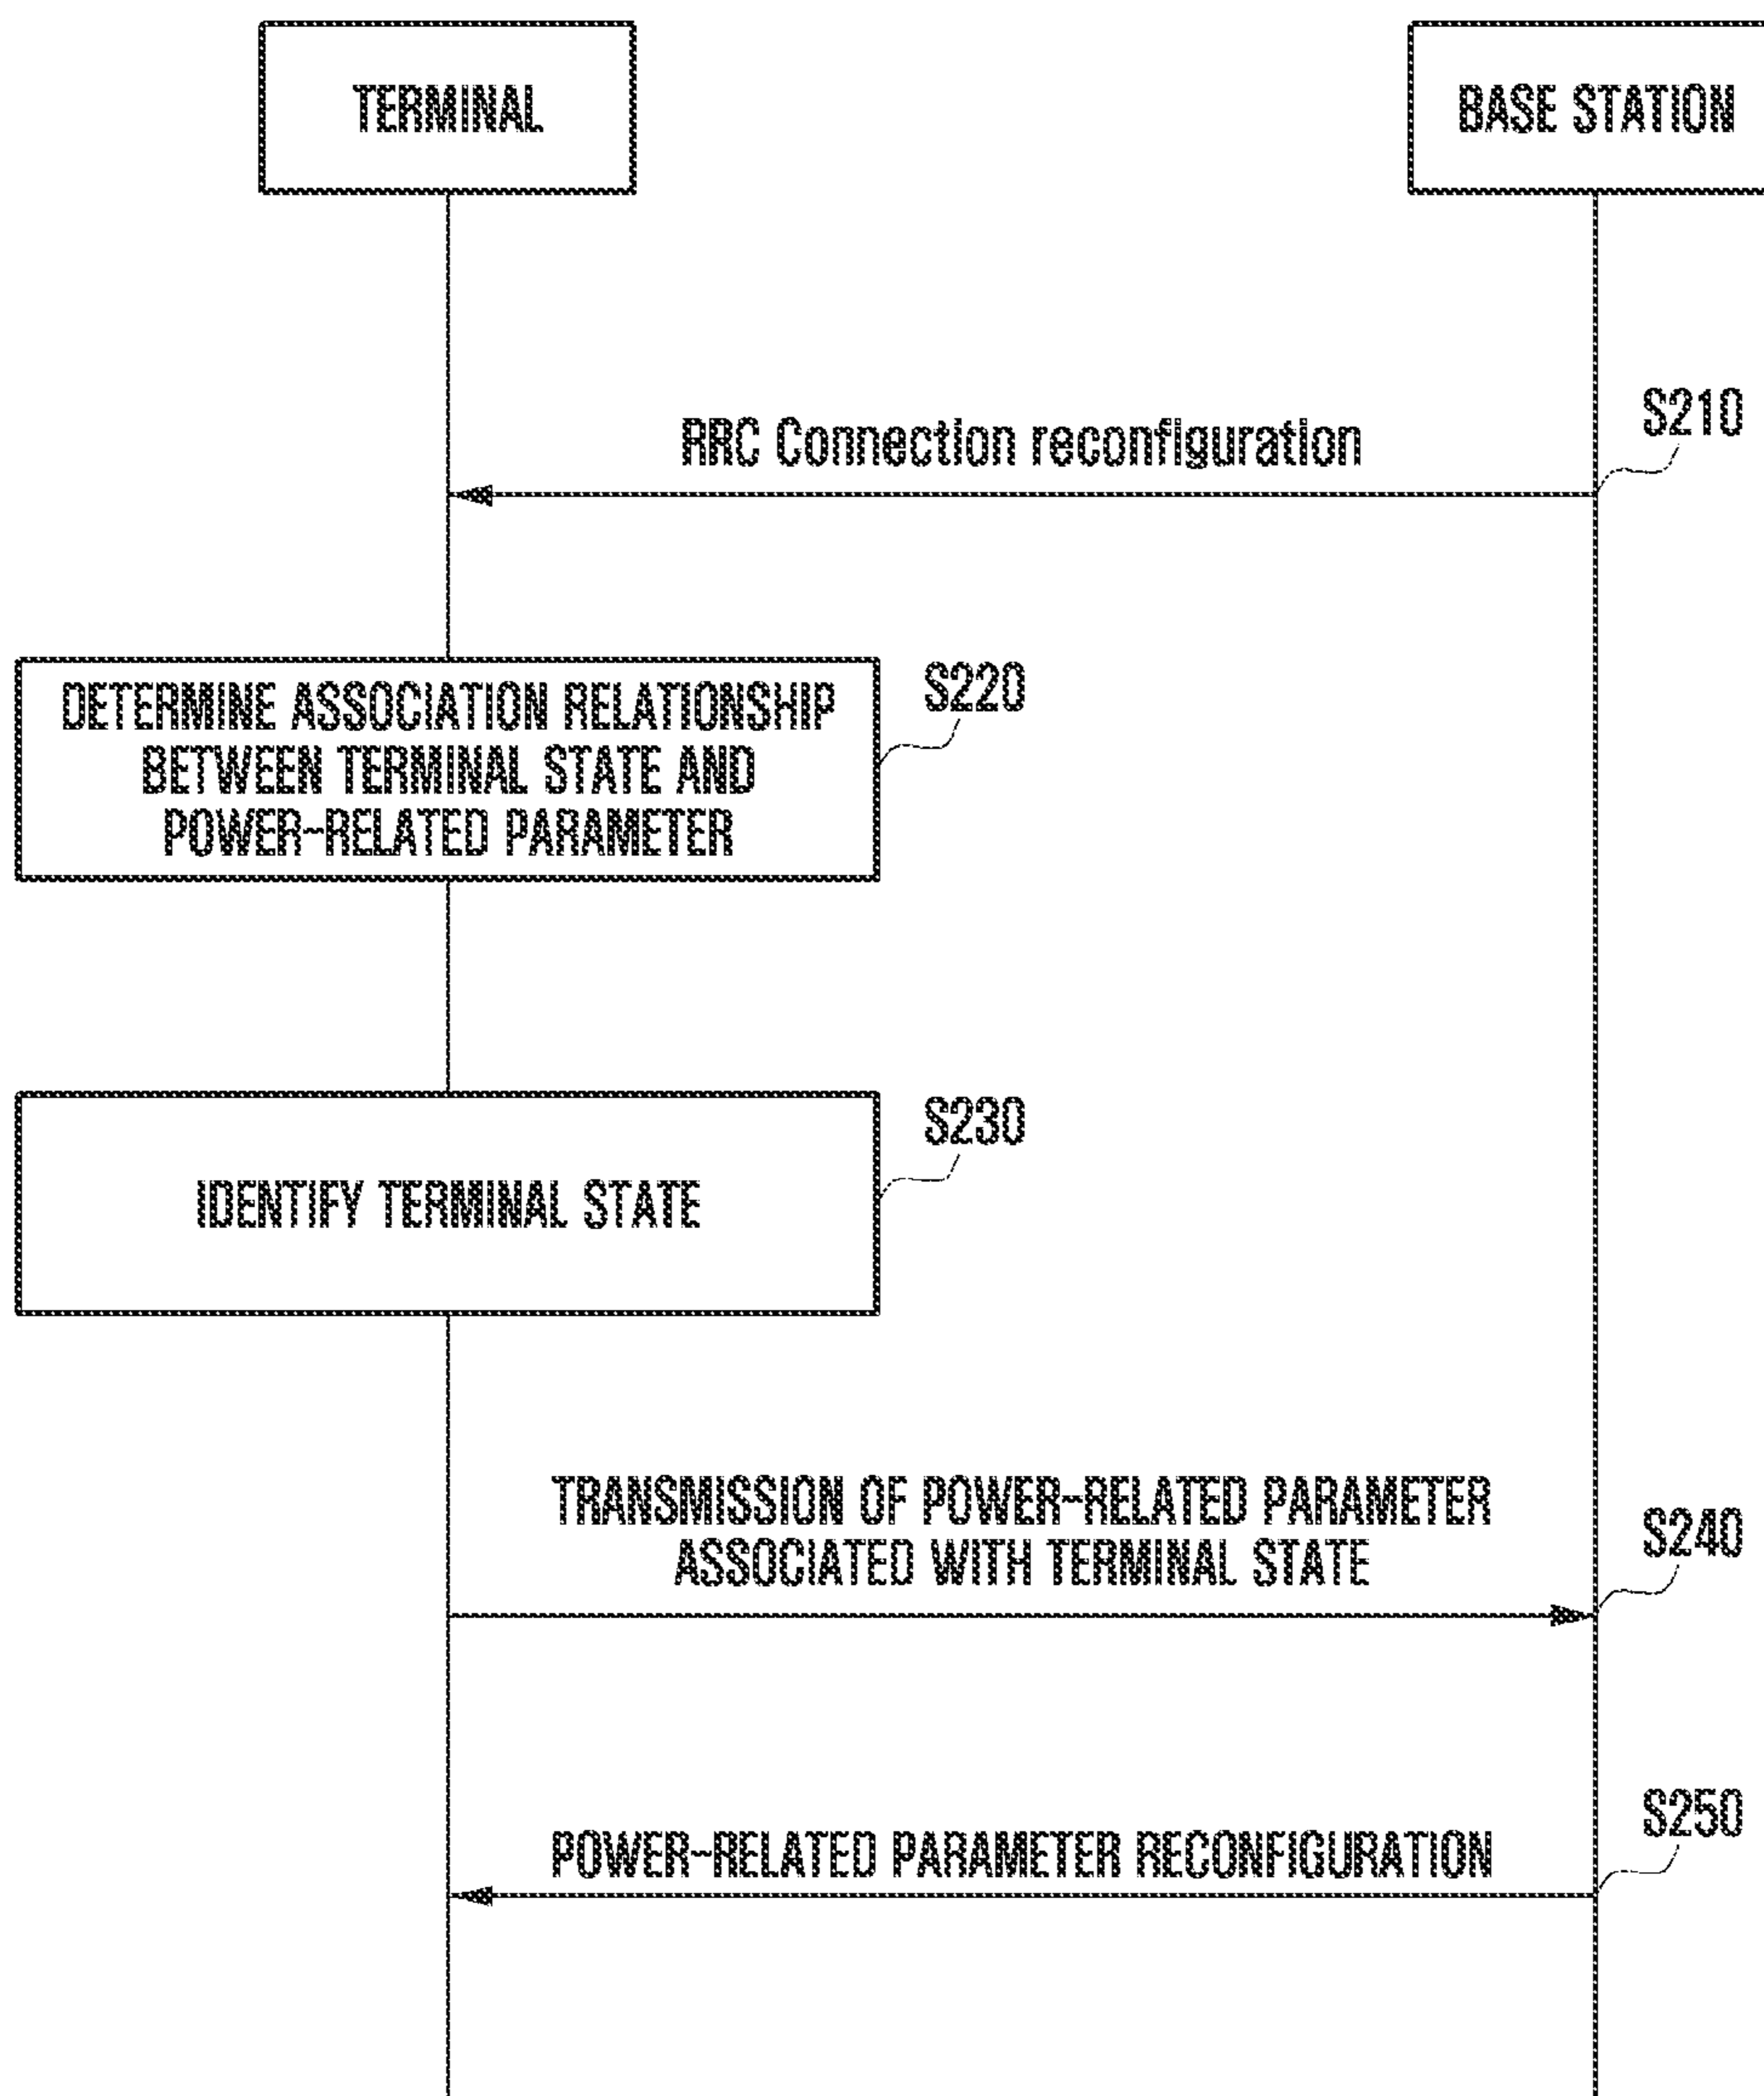 TERMINAL
BASE STATION
RRC Connection reconfiguration
S210
DETERMINE ASSOCIATION RELATIONSHIP
BETWEEN TERMINAL STATE AND
POWER-RELATED PARAMETER
S220
IDENTIFY TERMINAL STATE
S230
TRANSMISSION OF POWER-RELATED PARAMETER
ASSOCIATED WITH TERMINAL STATE
S240
POWER-RELATED PARAMETER RECONFIGURATION
S250